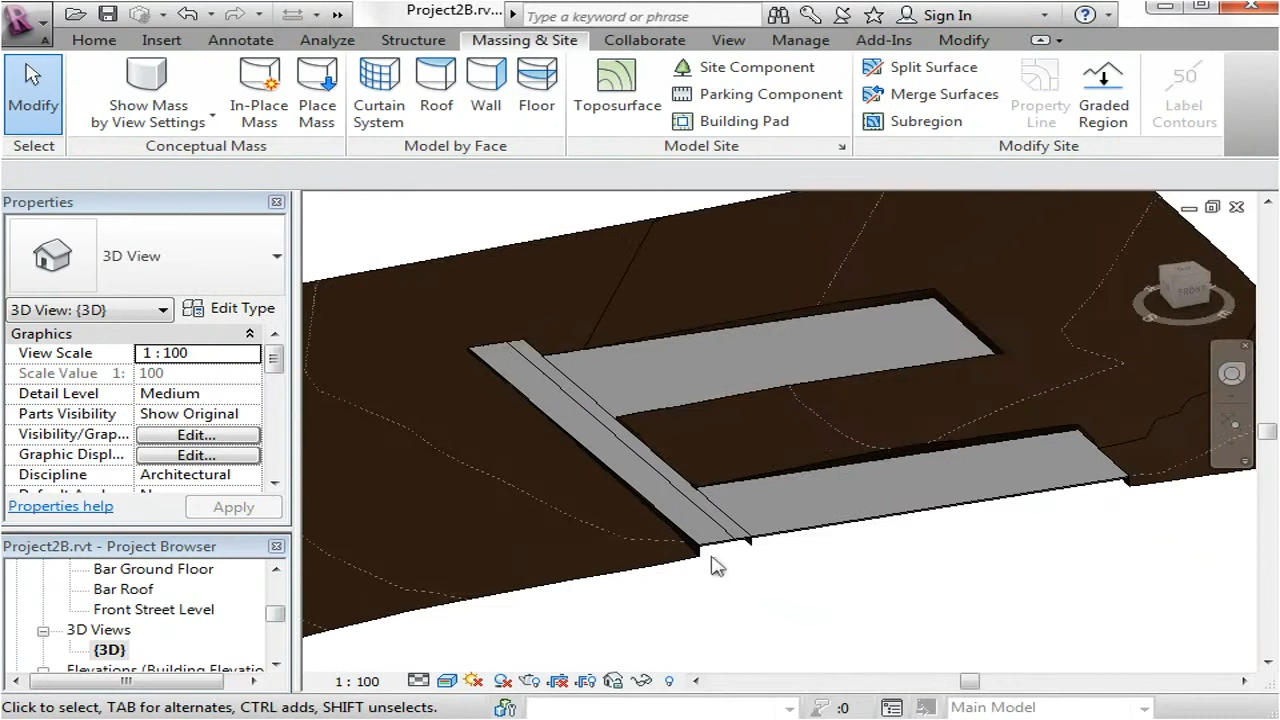 Project2B.rv...
Type a keyword or phrase
Sign In
Home Insert Annotate Analyze Structure Massing & Site Collaborate View Manage Add-Ins Modify
Modify
Show Mass
by View Settings
In-Place
Mass
Place
Mass
Curtain
System
Roof
Wall
Floor
Toposurface
Site Component
Parking Component
Building Pad
Split Surface
Merge Surfaces
Subregion
Property
Line
Graded
Region
50
Label
Contours
Select Conceptual Mass Model by Face Model Site Modify Site
Properties
3D View
3D View: {3D} Edit Type
Graphics
View Scale 1 : 100
Scale Value 1: 100
Detail Level Medium
Parts Visibility Show Original
Visibility/Grap... Edit...
Graphic Displ... Edit...
Discipline Architectural
Properties help Apply
Project2B.rvt - Project Browser
Bar Ground Floor
Bar Roof
Front Street Level
3D Views
{3D}
Elevations (Building Elevatio
FRONT
1 : 100
Click to select, TAB for alternates, CTRL adds, SHIFT unselects.
:0
Main Model